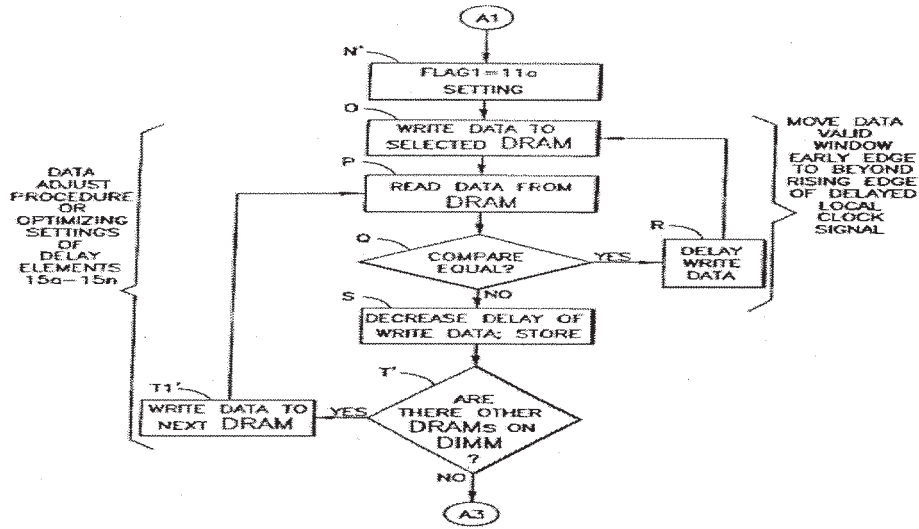 A1
N'
FLAG1=11a
SETTING
O
WRITE DATA TO
SELECTED DRAM
P
READ DATA FROM
DRAM
Q
COMPARE
EQUAL?
YES
R
DELAY
WRITE
DATA
NO
S
DECREASE DELAY OF
WRITE DATA; STORE
T'
ARE
THERE OTHER
DRAMs ON
DIMM
?
YES
T1'
WRITE DATA TO
NEXT DRAM
NO
A3
DATA
ADJUST
PROCEDURE
OR
OPTIMIZING
SETTINGS
OF
DELAY
ELEMENTS
15a-15n
MOVE DATA
VALID
WINDOW
EARLY EDGE
TO BEYOND
RISING EDGE
OF DELAYED
LOCAL
CLOCK
SIGNAL